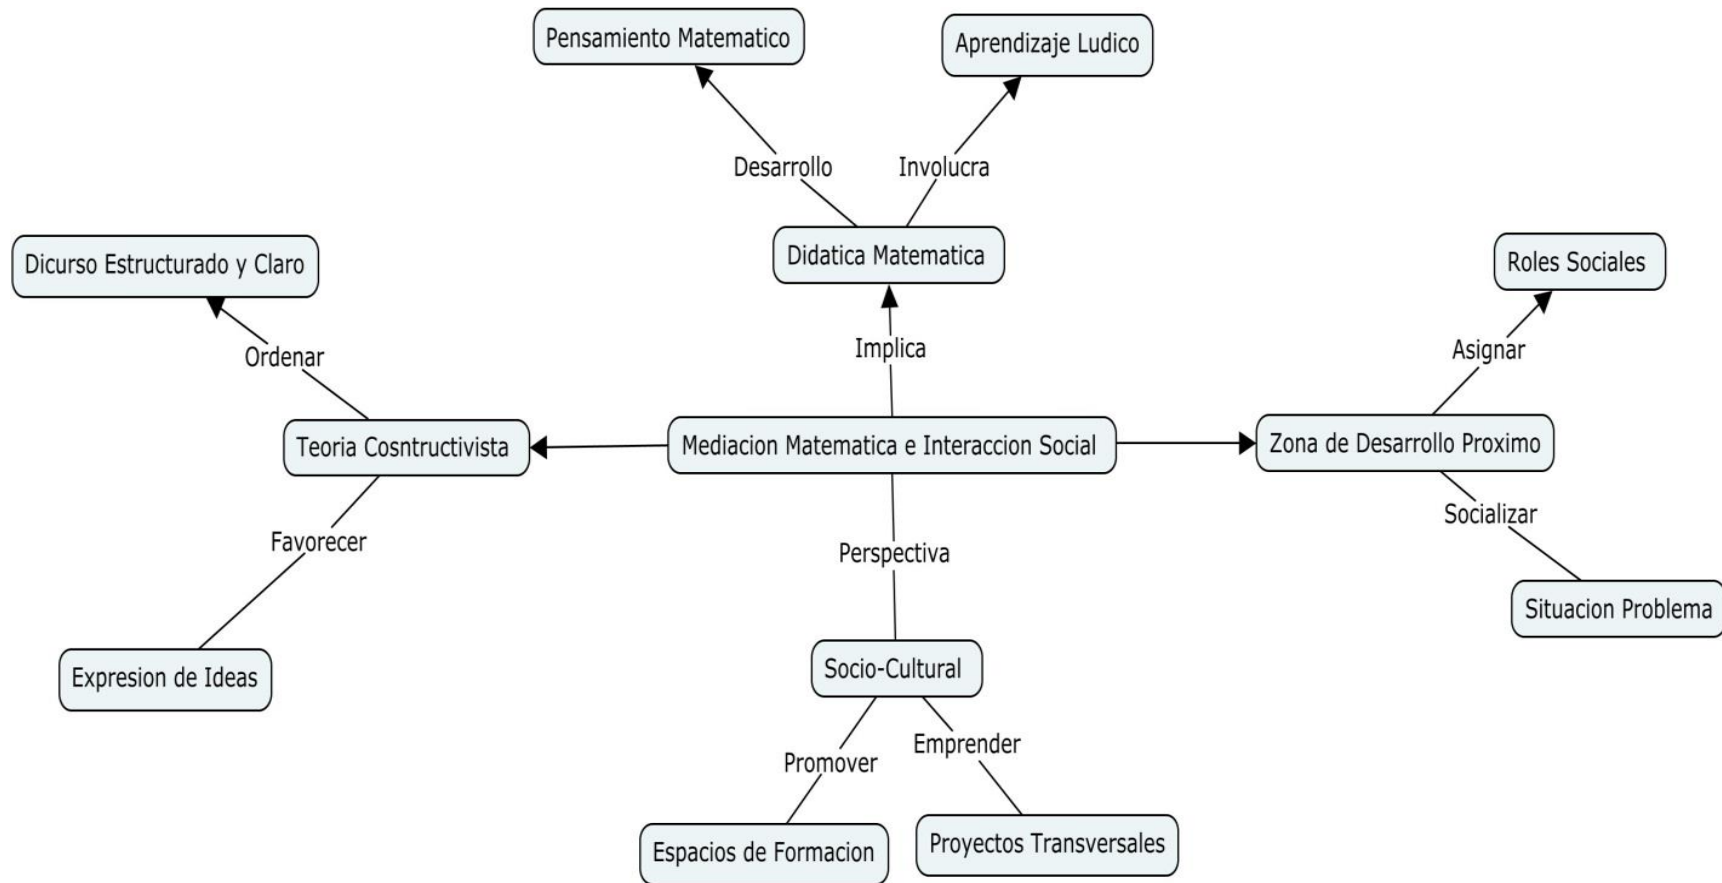 Pensamiento Matematico
Aprendizaje Ludico
Desarrollo
Involucra
Dicurso Estructurado y Claro
Didatica Matematica
Roles Sociales
Ordenar
Implica
Asignar
Teoria Cosntructivista
Mediacion Matematica e Interaccion Social
Zona de Desarrollo Proximo
Favorecer
Perspectiva
Socializar
Situacion Problema
Expresion de Ideas
Socio-Cultural
Promover
Emprender
Espacios de Formacion
Proyectos Transversales